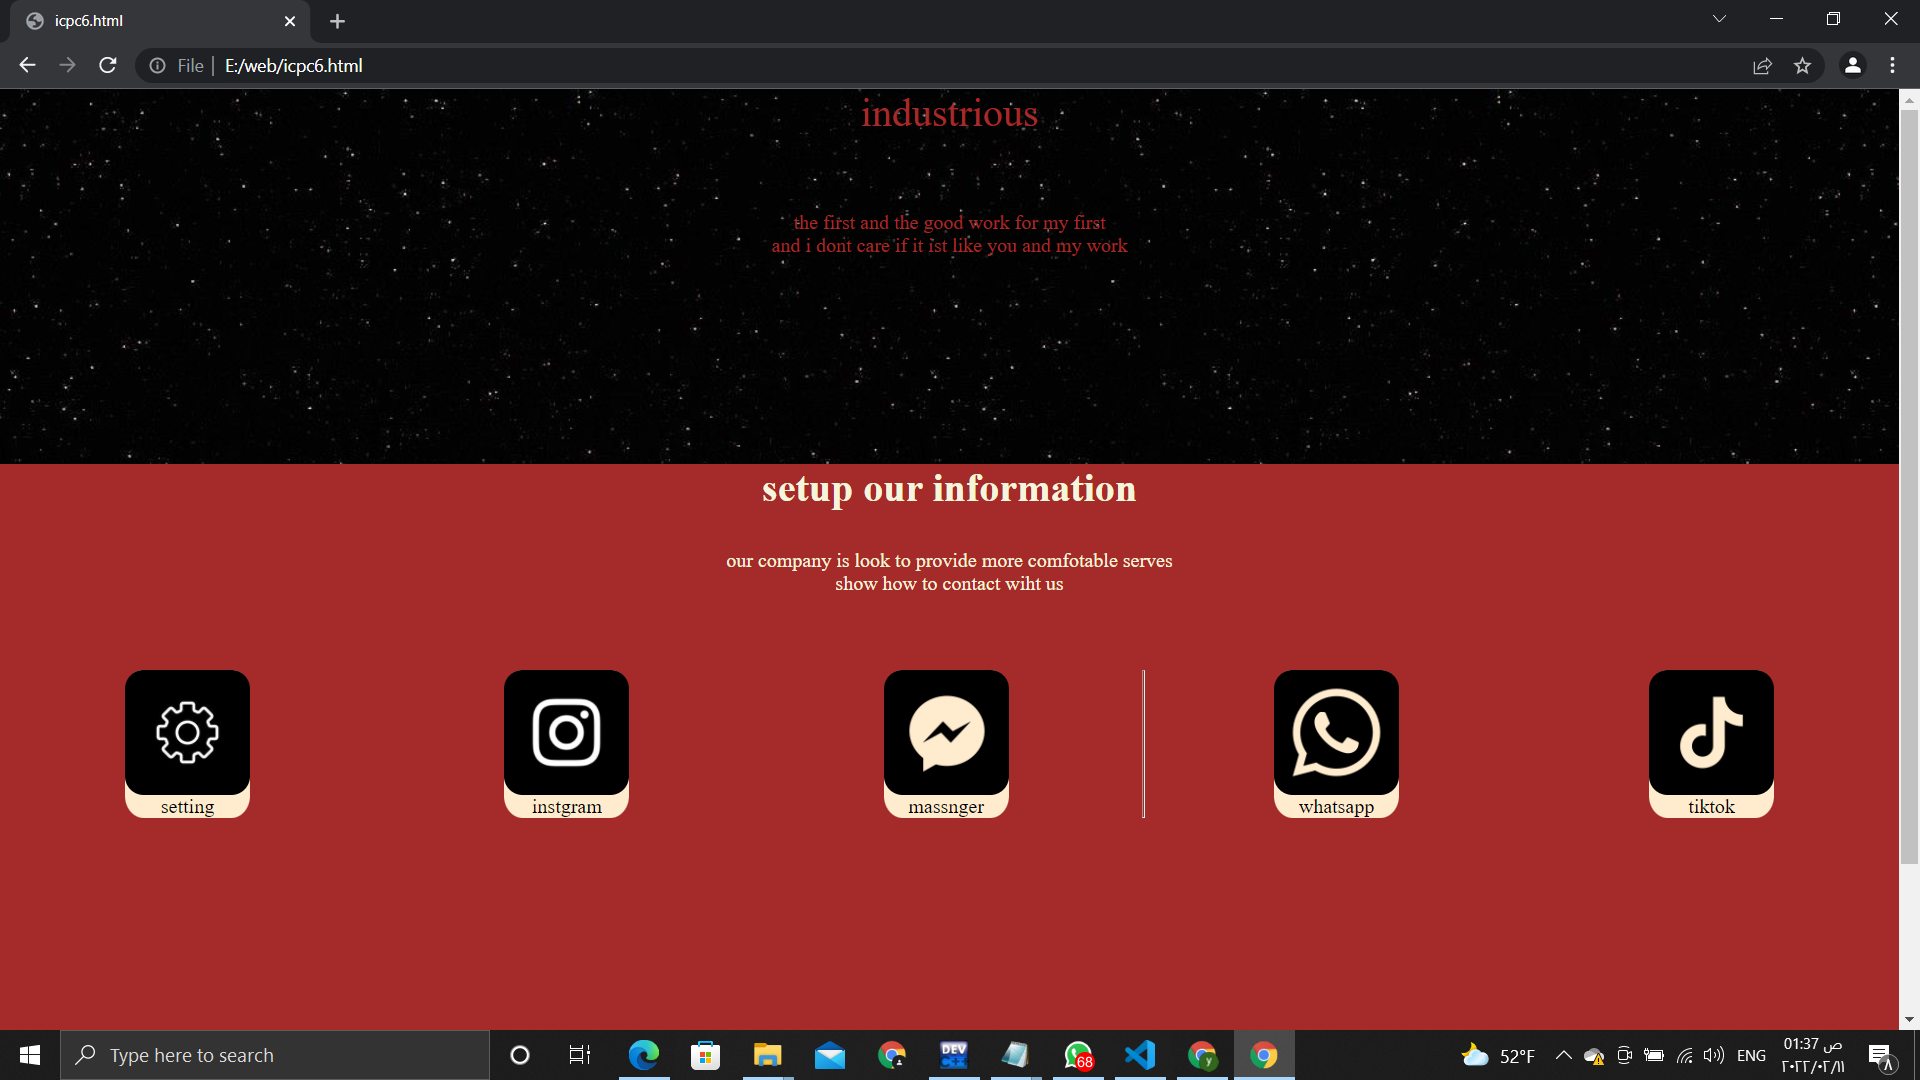 icpc6.html
File
E:/web/icpc6.html
industrious
the first and the good work for my first
and i dont care if it ist like you and my work
setup our information
our company is look to provide more comfotable serves
show how to contact wiht us
setting
instgram
massnger
whatsapp
tiktok
Type here to search
DEV C++
68
y
52°F
ENG
01:37 ص
٢٠٢٢/٠٢/١١
٨